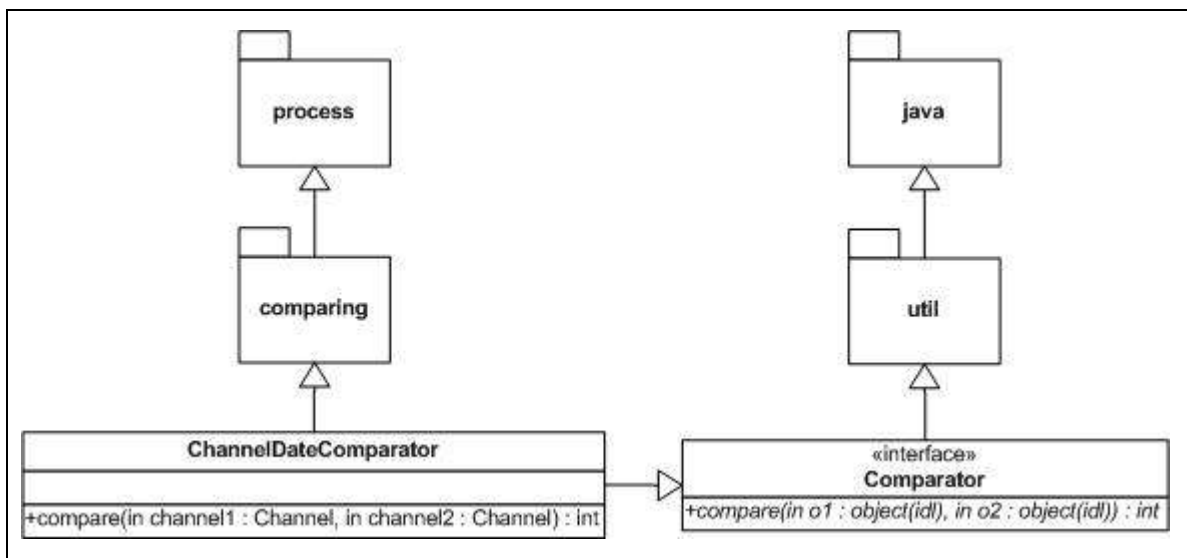 process
java
comparing
util
ChannelDateComparator
+compare(in channel1 : Channel, in channel2 : Channel) : int
«interface»
Comparator
+compare(in o1 : object(idl), in o2 : object(idl)) : int